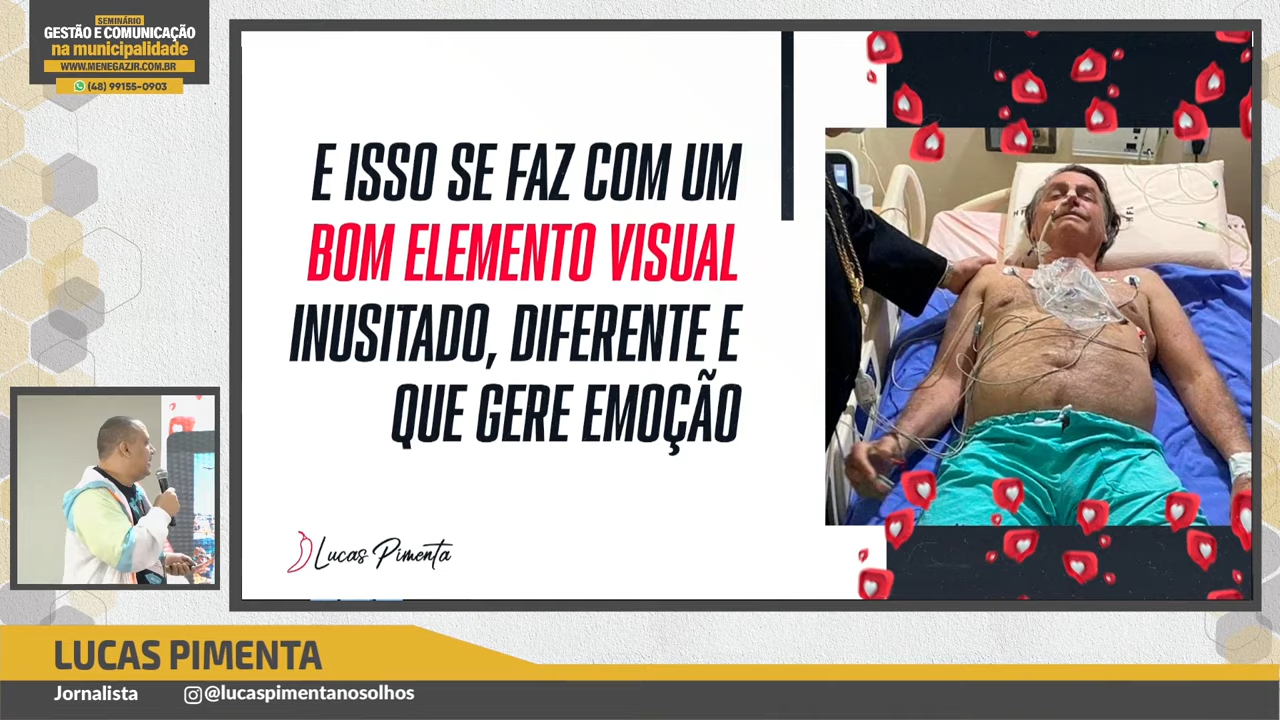 SEMINÁRIO
GESTÃO E COMUNICAÇÃO
na municipalidade
WWW.MENEGAZJR.COM.BR
(48) 99155-0903
E ISSO SE FAZ COM UM
BOM ELEMENTO VISUAL
INUSITADO, DIFERENTE E
QUE GERE EMOÇÃO
Lucas Pimenta
LUCAS PIMENTA
Jornalista
@lucaspimentanosolhos